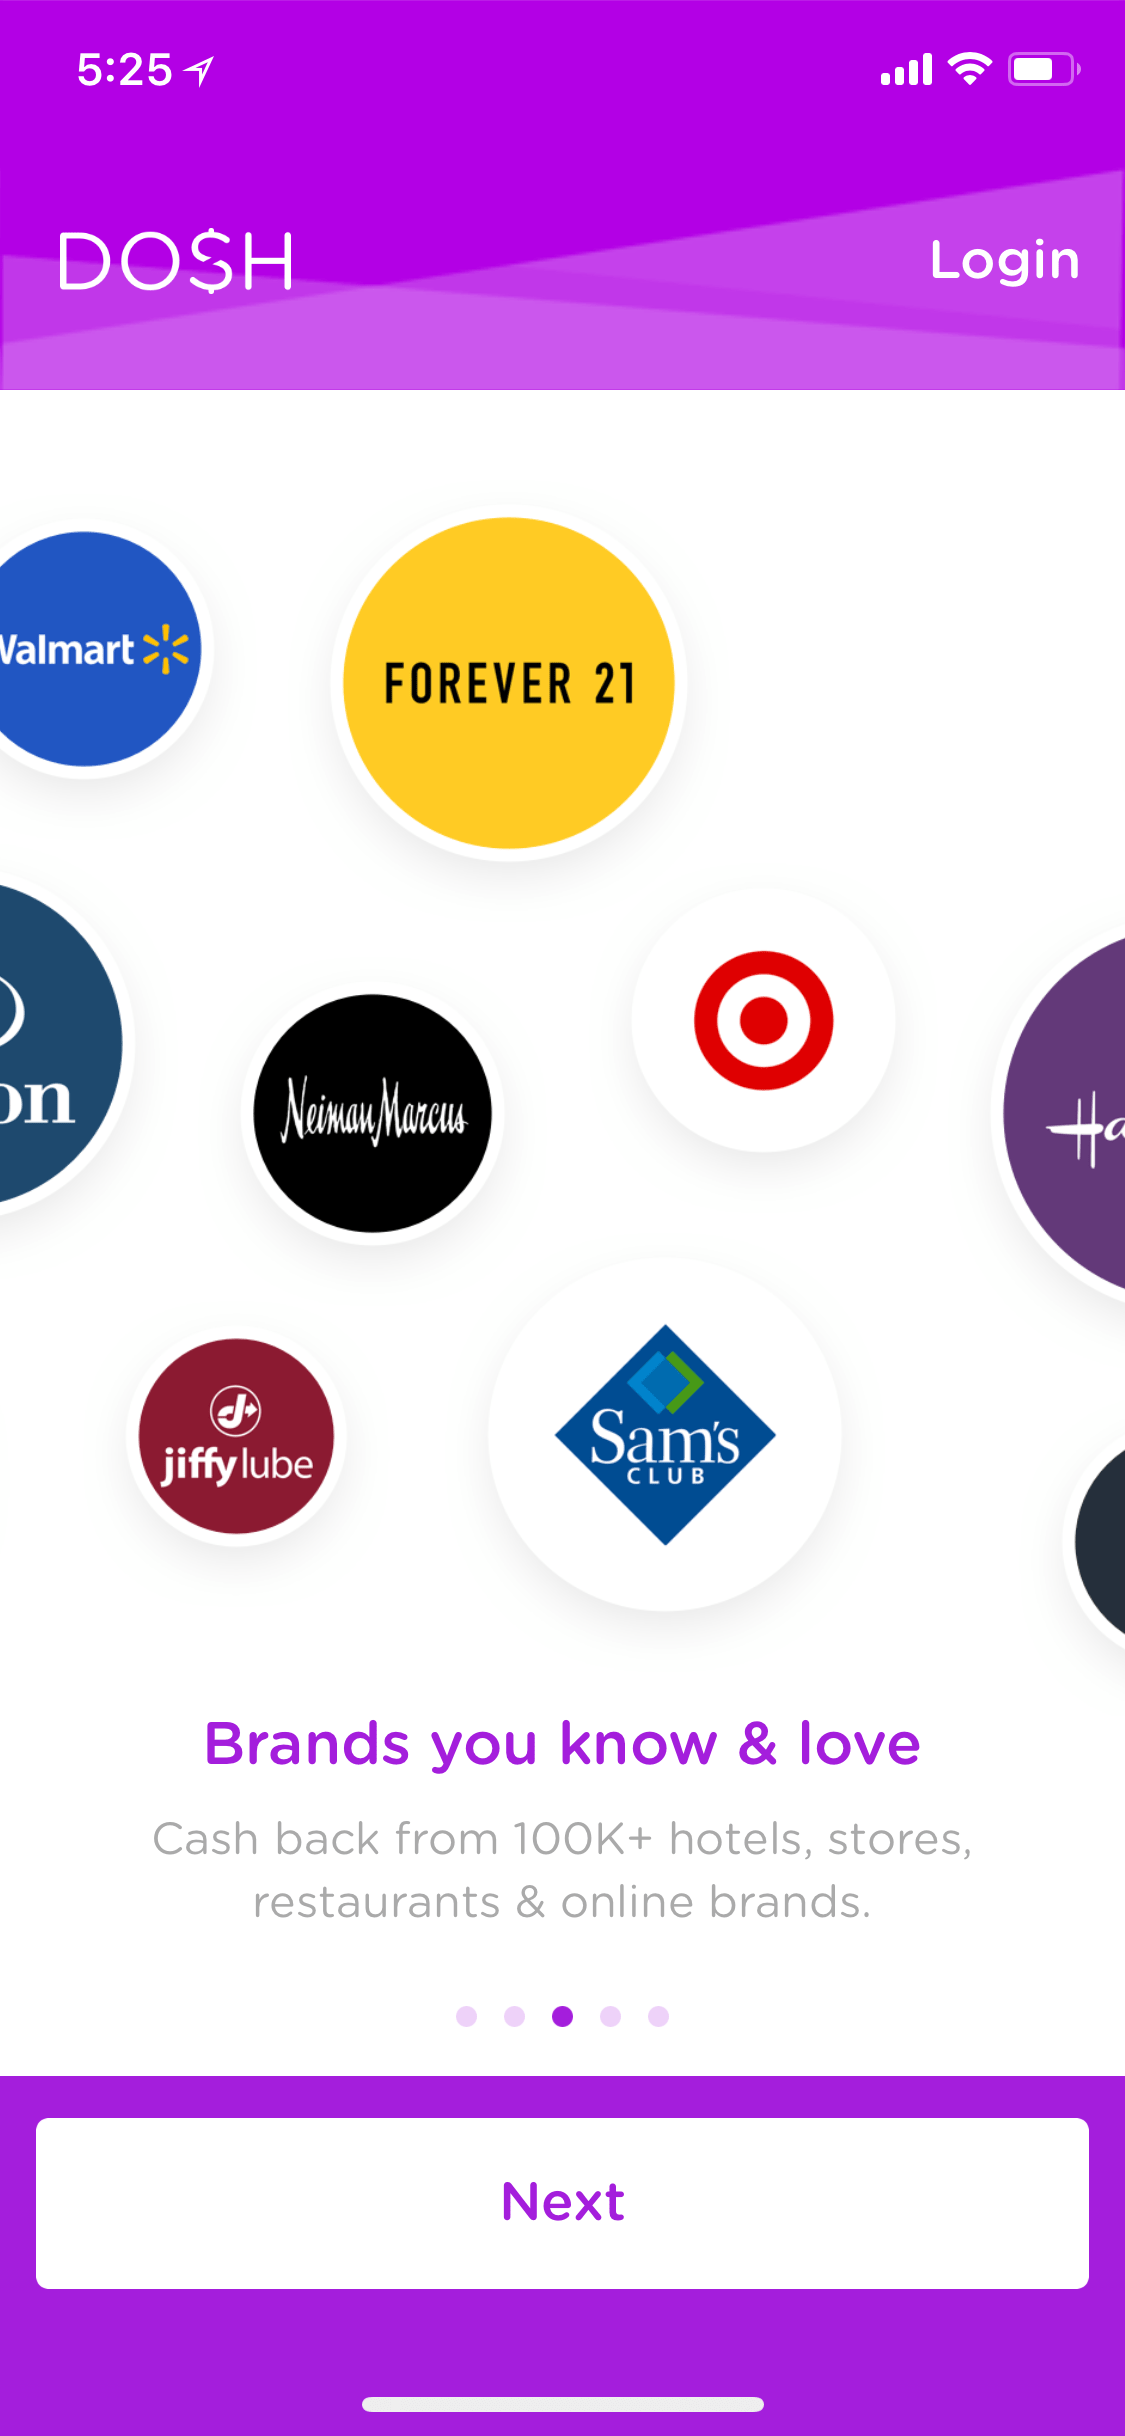 5:25
DO$H
Login
Walmart
FOREVER 21
on
Neiman Marcus
Ha
jiffy lube
Sam's
CLUB
Brands you know & love
Cash back from 100K+ hotels, stores,
restaurants & online brands.
Next